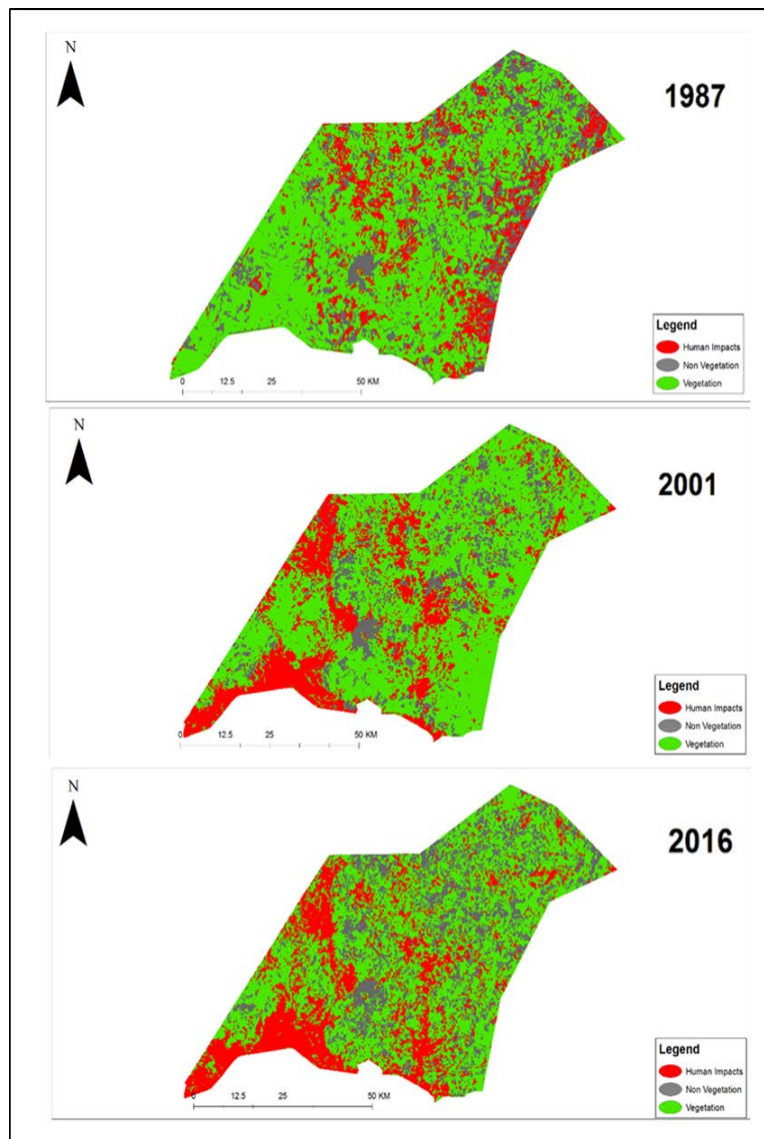 N
1987
Legend
Human Impacts
Non Vegetation
Vegetation
0 12.5 25 50 KM
N
2001
Legend
Human Impacts
Non Vegetation
Vegetation
0 12.5 25 50 KM
N
2016
Legend
Human Impacts
Non Vegetation
Vegetation
0 12.5 25 50 KM